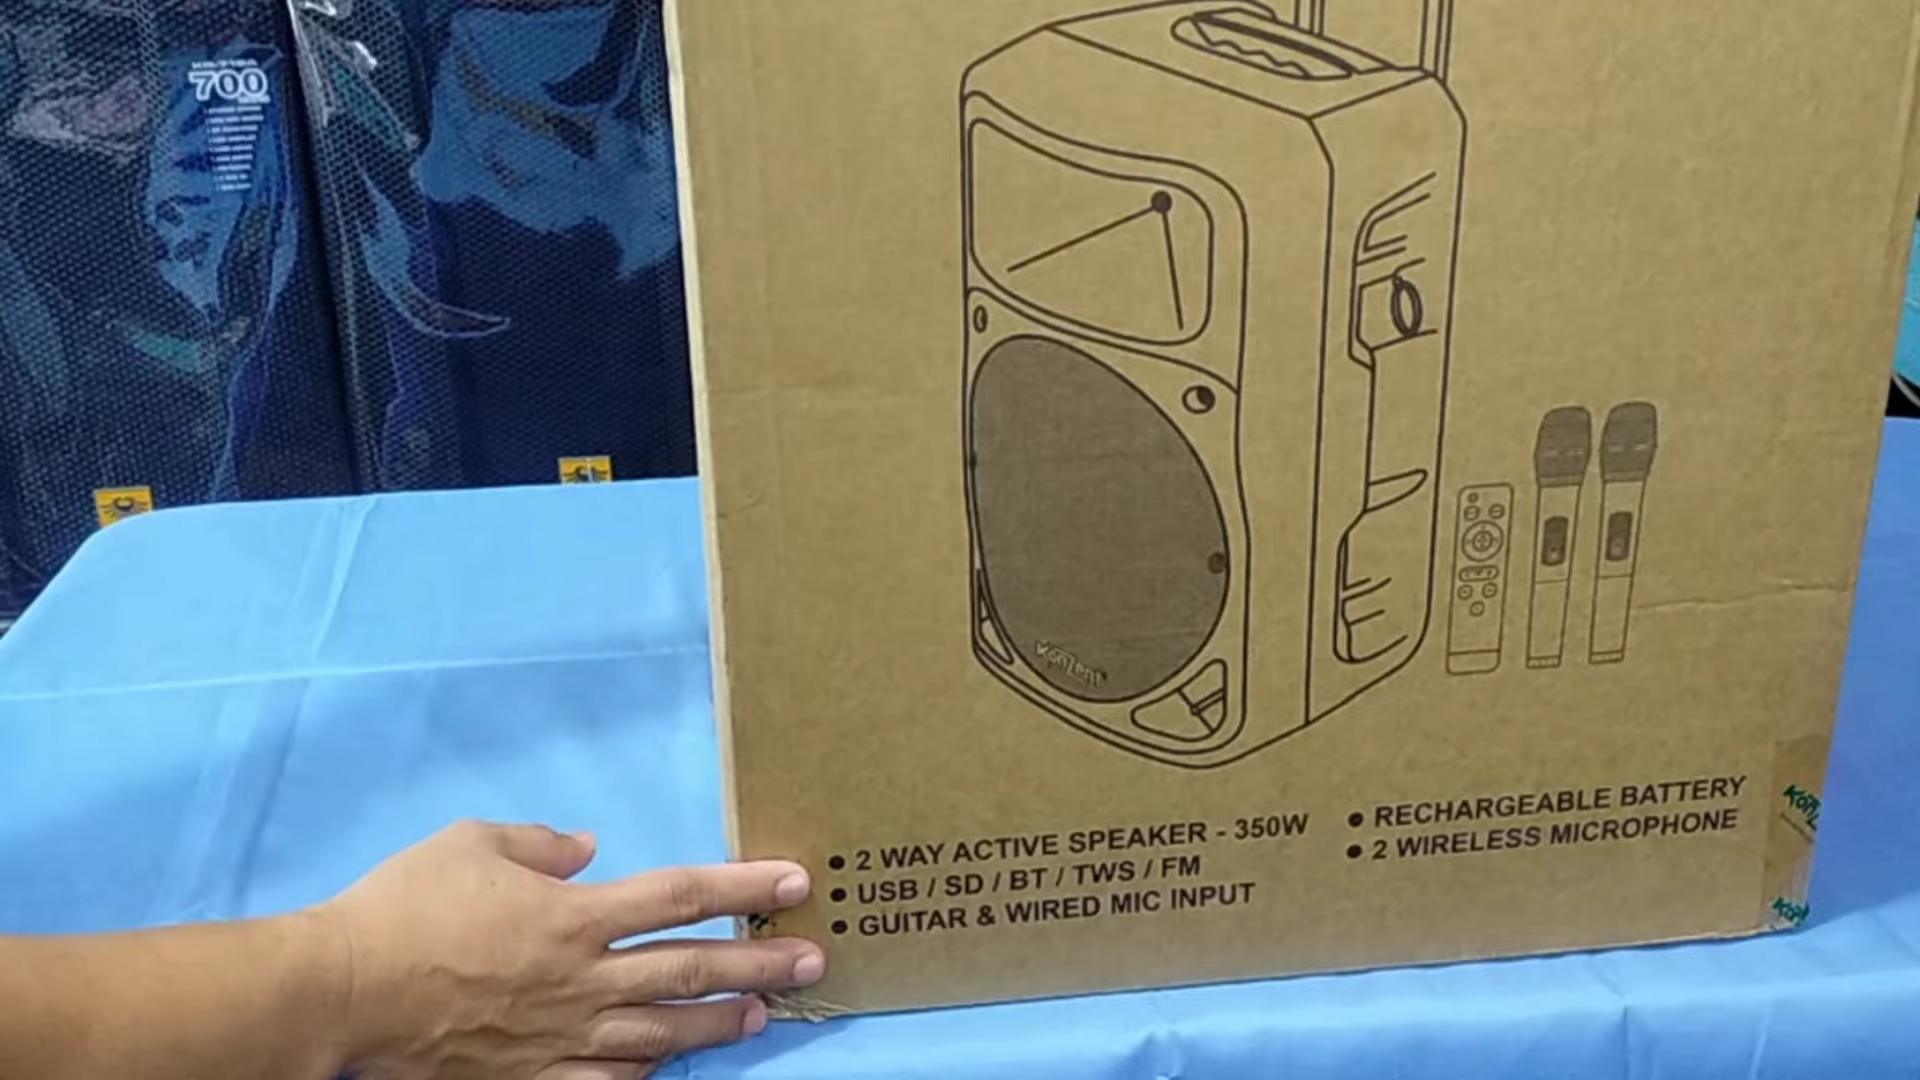 700
Konzert
• 2 WAY ACTIVE SPEAKER - 350W
• USB / SD / BT / TWS / FM
• GUITAR & WIRED MIC INPUT
• RECHARGEABLE BATTERY
• 2 WIRELESS MICROPHONE